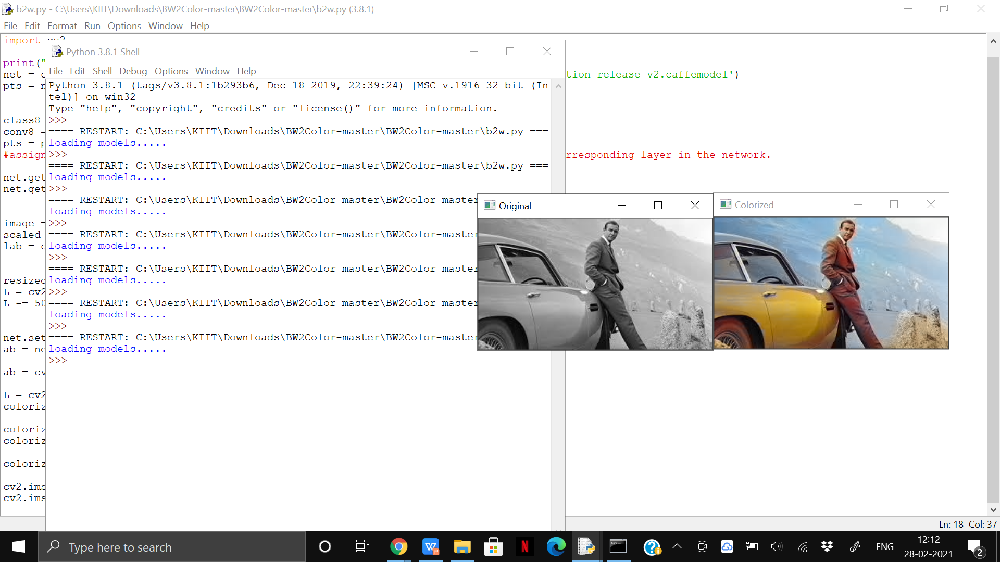 b2w.py - C:\Users\KIIT\Downloads\BW2Color-master\BW2Color-master\b2w.py (3.8.1)
File Edit Format Run Options Window Help
import cv2
print("
net = c
tion_release_v2.caffemodel')
pts = n
class8
conv8 =
pts = p
#assign
rresponding layer in the network.
net.get
net.get
image =
scaled
lab = c
resized
L = cv2
L -= 50
net.set
ab = ne
ab = cv
L = cv2
coloriz
coloriz
coloriz
coloriz
cv2.ims
cv2.ims
Python 3.8.1 Shell
File Edit Shell Debug Options Window Help
Python 3.8.1 (tags/v3.8.1:1b293b6, Dec 18 2019, 22:39:24) [MSC v.1916 32 bit (In
tel)] on win32
Type "help", "copyright", "credits" or "license()" for more information.
>>>
==== RESTART: C:\Users\KIIT\Downloads\BW2Color-master\BW2Color-master\b2w.py ===
loading models.....
>>>
==== RESTART: C:\Users\KIIT\Downloads\BW2Color-master\BW2Color-master\b2w.py ===
loading models.....
>>>
==== RESTART: C:\Users\KIIT\Downloads\BW2Color-master\BW2Color-master
loading models.....
>>>
==== RESTART: C:\Users\KIIT\Downloads\BW2Color-master\BW2Color-master
loading models.....
>>>
==== RESTART: C:\Users\KIIT\Downloads\BW2Color-master\BW2Color-master
loading models.....
>>>
==== RESTART: C:\Users\KIIT\Downloads\BW2Color-master\BW2Color-master
loading models.....
>>>
==== RESTART: C:\Users\KIIT\Downloads\BW2Color-master\BW2Color-master
loading models.....
>>>
Original
Colorized
Ln: 18 Col: 37
Type here to search
ENG
12:12
28-02-2021
2